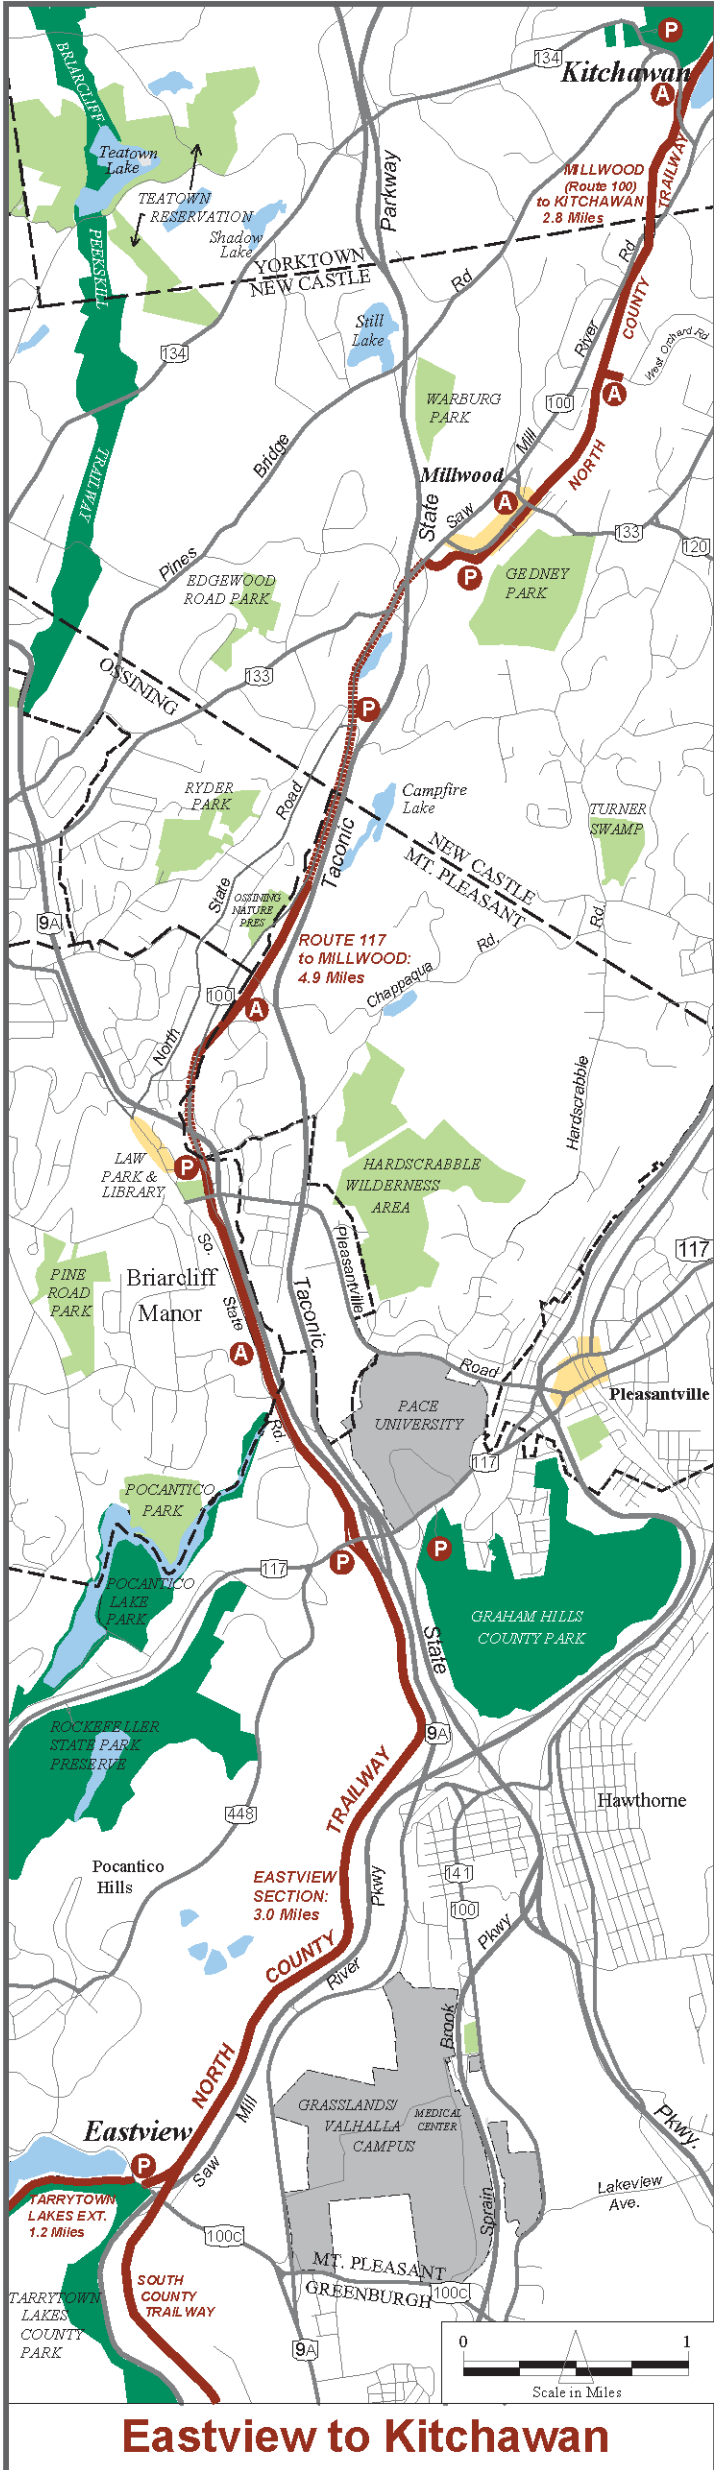 P
134
Kitchawan
A
BRIARCLIFF
Teatown
Lake
TEATOWN
RESERVATION
Shadow
Lake
Parkway
MILLWOOD
(Route 100)
to KITCHAWAN
2.8 Miles
TRAILWAY
YORKTOWN
NEW CASTLE
PEEKSKILL
Rd
Rd
COUNTY
Still
Lake
River
West Orchard Rd
134
A
WARBURG
PARK
100
Bridge
Mill
NORTH
TRAILWAY
Millwood
A
State
Saw
133
120
Pines
P
GEDNEY
PARK
EDGEWOOD
ROAD PARK
OSSINING
133
P
RYDER
PARK
Road
Campfire
Lake
TURNER
SWAMP
Taconic
NEW CASTLE
MT. PLEASANT
State
OSSINING
NATURE
PRES
9A
Rd.
ROUTE 117
to MILLWOOD:
4.9 Miles
Rd.
Chappaqua
100
A
North
Hardscrabble
LAW
PARK &
LIBRARY
P
HARDSCRABBLE
WILDERNESS
AREA
So.
Pleasantville
117
PINE
ROAD
PARK
Briarcliff
Manor
State
Taconic
A
Road
Pleasantville
PACE
UNIVERSITY
Rd.
117
POCANTICO
PARK
P
P
117
POCANTICO
LAKE
PARK
GRAHAM HILLS
COUNTY PARK
State
ROCKEFELLER
STATE PARK
PRESERVE
9A
TRAILWAY
448
Hawthorne
Pocantico
Hills
EASTVIEW
SECTION:
3.0 Miles
Pkwy
141
100
Pkwy
COUNTY
River
NORTH
Brook
Mill
GRASSLANDS/
VALHALLA
CAMPUS
MEDICAL
CENTER
Pkwy.
Eastview
P
Saw
Lakeview
Ave.
TARRYTOWN
LAKES EXT.
1.2 Miles
Sprain
100C
MT. PLEASANT
GREENBURGH
100C
SOUTH
COUNTY
TRAILWAY
TARRYTOWN
LAKES
COUNTY
PARK
9A
0 1
Scale in Miles
Eastview to Kitchawan